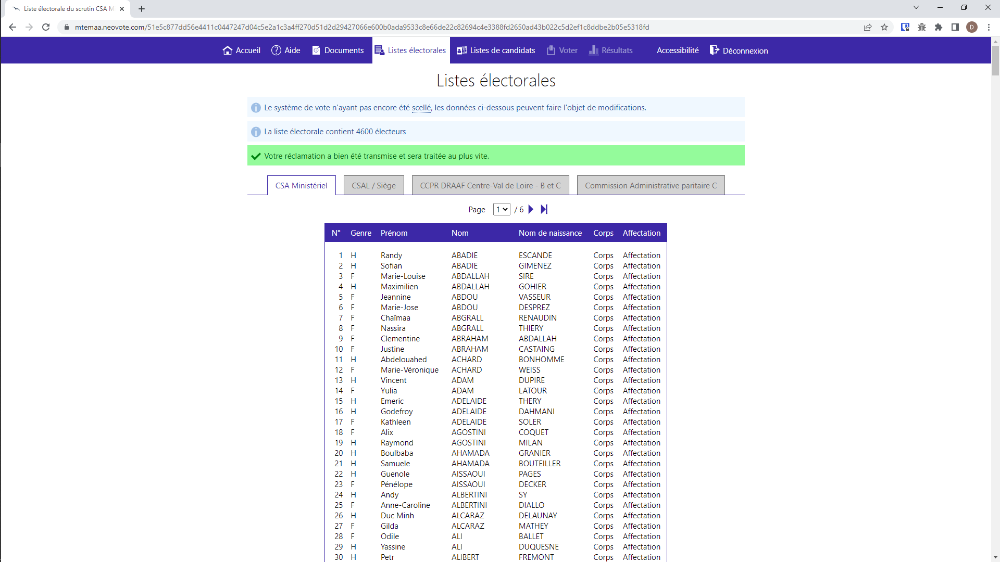 Liste électorale du scrutin CSA M
mtemaa.neovote.com/51e5c877dd56e4411c0447247d04c5e2a1c3a4ff270d51d2d29427066e600b0ada9533c8e66de22c82694c4e3388fd2650ad43b022c5d2ef1c8ddbe2b05e5318fd
D
Accueil Aide Documents Listes électorales Listes de candidats Voter Résultats Accessibilité Déconnexion
Listes électorales
Le système de vote n'ayant pas encore été scellé, les données ci-dessous peuvent faire l'objet de modifications.
La liste électorale contient 4600 électeurs
Votre réclamation a bien été transmise et sera traitée au plus vite.
CSA Ministériel CSAL / Siège CCPR DRAAF Centre-Val de Loire - B et C Commission Administrative paritaire C
Page 1 / 6
N° Genre Prénom Nom Nom de naissance Corps Affectation
1 H Randy ABADIE ESCANDE Corps Affectation
2 H Sofian ABADIE GIMENEZ Corps Affectation
3 F Marie-Louise ABDALLAH SIRE Corps Affectation
4 H Maximilien ABDALLAH GOHIER Corps Affectation
5 F Jeannine ABDOU VASSEUR Corps Affectation
6 F Marie-Jose ABDOU DESPREZ Corps Affectation
7 F Chaïmaa ABGRALL RENAUDIN Corps Affectation
8 F Nassira ABGRALL THIERY Corps Affectation
9 F Clementine ABRAHAM ABDALLAH Corps Affectation
10 F Justine ABRAHAM CASTAING Corps Affectation
11 H Abdelouahed ACHARD BONHOMME Corps Affectation
12 F Marie-Véronique ACHARD WEISS Corps Affectation
13 H Vincent ADAM DUPIRE Corps Affectation
14 F Yulia ADAM LATOUR Corps Affectation
15 H Emeric ADELAIDE THERY Corps Affectation
16 H Godefroy ADELAIDE DAHMANI Corps Affectation
17 F Kathleen ADELAIDE SOLER Corps Affectation
18 F Alix AGOSTINI COQUET Corps Affectation
19 H Raymond AGOSTINI MILAN Corps Affectation
20 H Boulbaba AHAMADA GRANIER Corps Affectation
21 H Samuele AHAMADA BOUTEILLER Corps Affectation
22 H Guenole AISSAOUI PAGES Corps Affectation
23 F Pénélope AISSAOUI DECKER Corps Affectation
24 H Andy ALBERTINI SY Corps Affectation
25 F Anne-Caroline ALBERTINI DIALLO Corps Affectation
26 H Duc Minh ALCARAZ DELAUNAY Corps Affectation
27 F Gilda ALCARAZ MATHEY Corps Affectation
28 F Odile ALI BALLET Corps Affectation
29 H Yassine ALI DUQUESNE Corps Affectation
30 H Petr ALIBERT FREMONT Corps Affectation